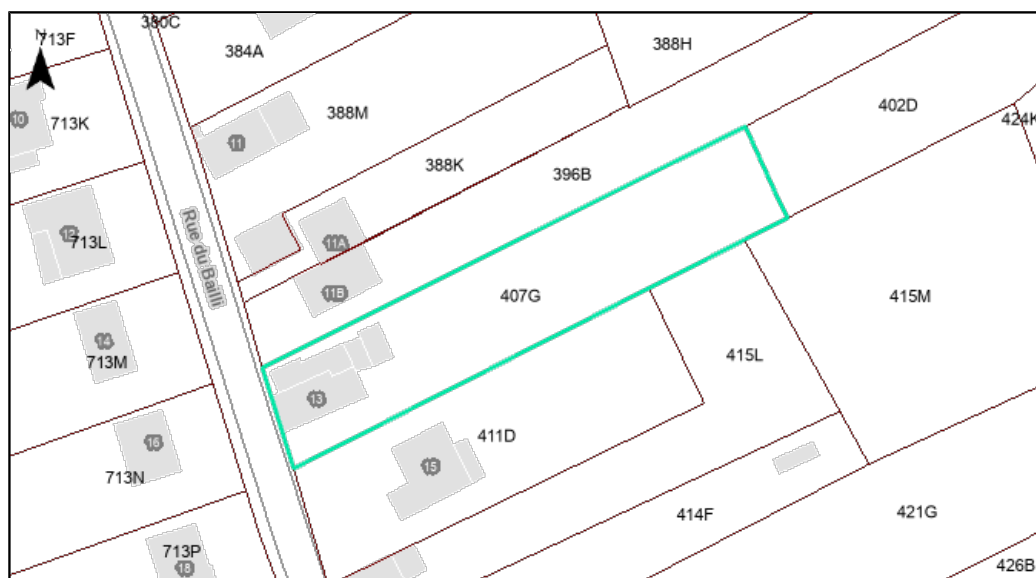 380C
N
713F
384A
388H
388M
402D
424K
10
713K
11
388K
396B
12
713L
Rue du Bailli
11A
11B
407G
415M
14
713M
415L
13
16
411D
15
713N
414F
421G
713P
18
426B